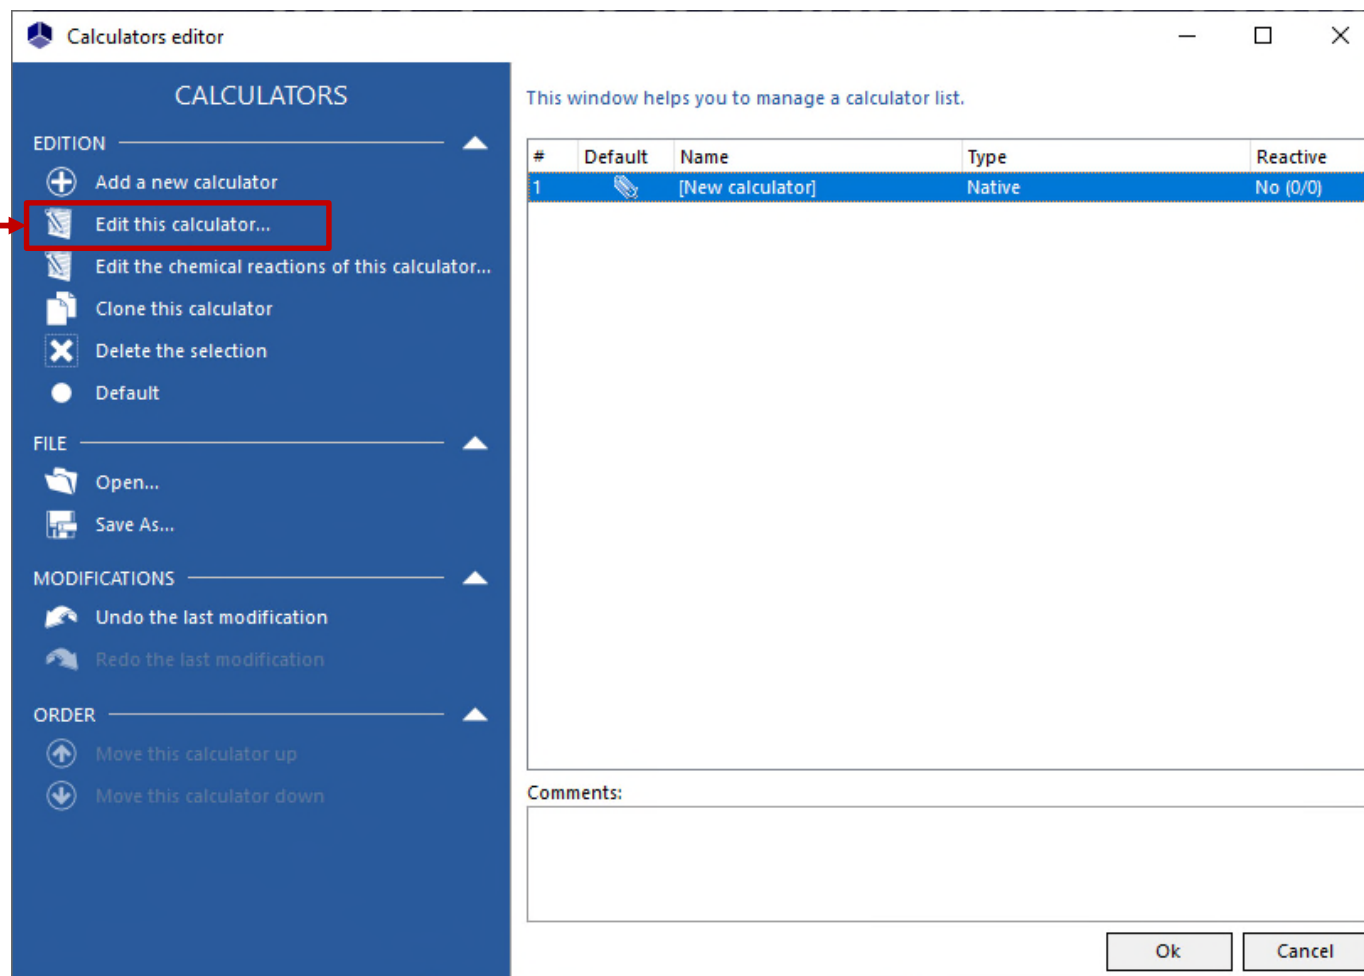 Calculators editor
CALCULATORS
EDITION
Add a new calculator
Edit this calculator...
Edit the chemical reactions of this calculator...
Clone this calculator
Delete the selection
Default
FILE
Open...
Save As...
MODIFICATIONS
Undo the last modification
Redo the last modification
ORDER
Move this calculator up
Move this calculator down
This window helps you to manage a calculator list.
# Default Name Type Reactive
1 [New calculator] Native No (0/0)
Comments:
Ok Cancel